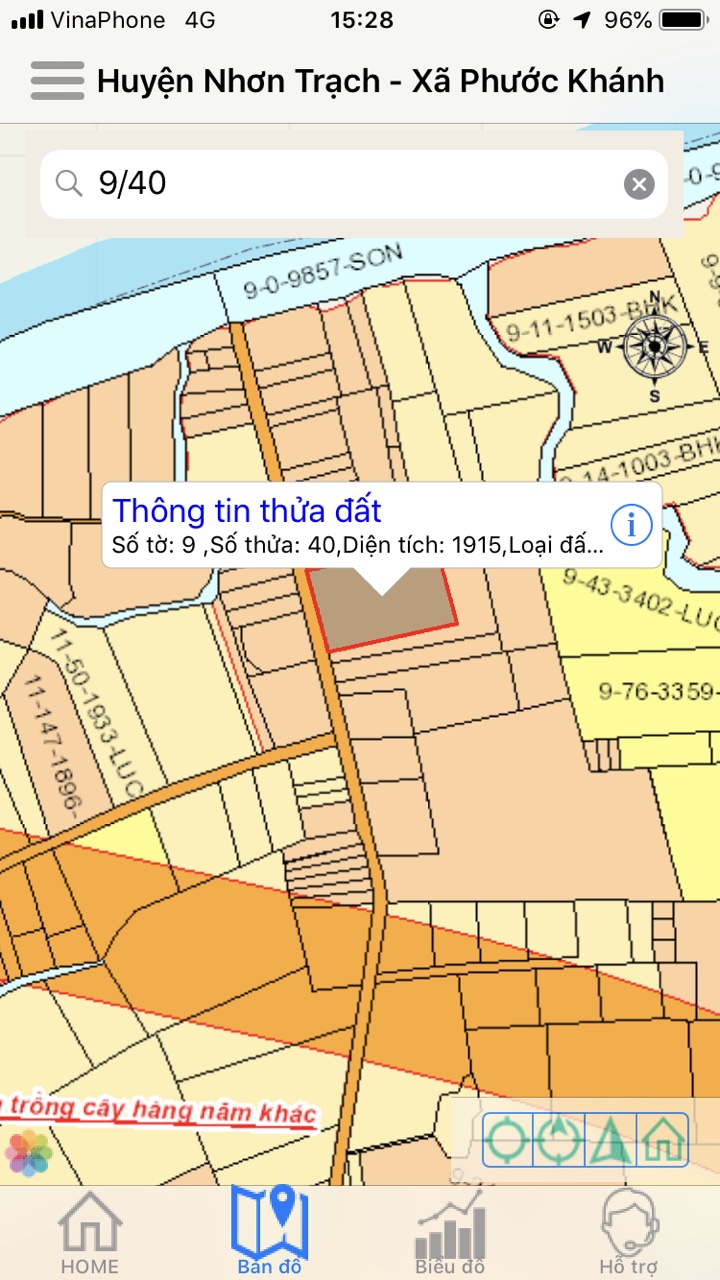 VinaPhone 4G 15:28 96%
Huyện Nhơn Trạch - Xã Phước Khánh
9/40
-0-9
9-0-9857-SON
9-11-1503-BHK
N
W E
S
14-1003-BHK
Thông tin thửa đất
Số tờ: 9 ,Số thửa: 40,Diện tích: 1915,Loại đấ...
i
9-43-3402-LUC
11-50-1933-LUC
9-76-3359-
11-147-1896-
trồng cây hàng năm khác
HOME Bản đồ Biểu đồ Hỗ trợ